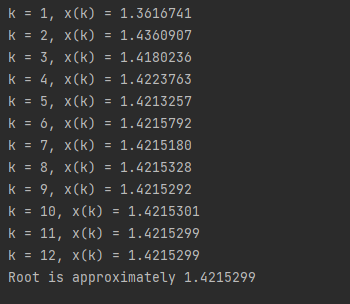 k = 1, x(k) = 1.3616741
k = 2, x(k) = 1.4360907
k = 3, x(k) = 1.4180236
k = 4, x(k) = 1.4223763
k = 5, x(k) = 1.4213257
k = 6, x(k) = 1.4215792
k = 7, x(k) = 1.4215180
k = 8, x(k) = 1.4215328
k = 9, x(k) = 1.4215292
k = 10, x(k) = 1.4215301
k = 11, x(k) = 1.4215299
k = 12, x(k) = 1.4215299
Root is approximately 1.4215299